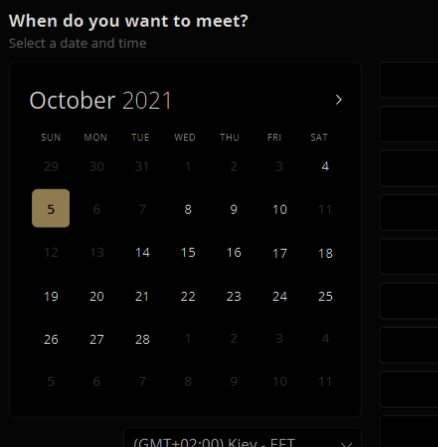 When do you want to meet?
Select a date and time
October 2021
SUN MON TUE WED THU FRI SAT
29 30 31 1 2 3 4
5 6 7 8 9 10 11
12 13 14 15 16 17 18
19 20 21 22 23 24 25
26 27 28 1 2 3 4
5 6 7 8 9 10 11
(GMT+02:00) Kiev - EET